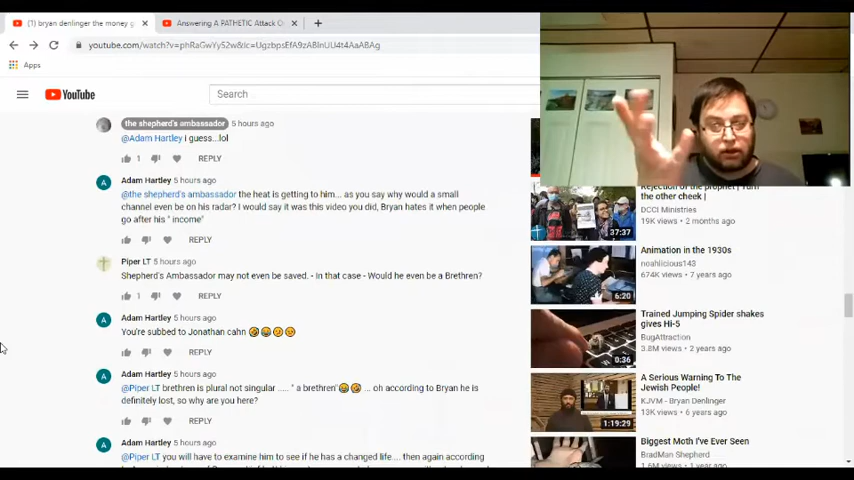 (1) bryan denlinger the money g
Answering A PATHETIC Attack
youtube.com/watch?v=phRaGwYyS2w&lc=UgzbpsEfA9zABlnUU4t4AaABAg
Apps
YouTube
Search
the shepherd's ambassador 5 hours ago
@Adam Hartley i guess...lol
1 REPLY
Adam Hartley 5 hours ago
@the shepherd's ambassador the heat is getting to him... as you say why would a small
channel even be on his radar? I would say it was this video you did, Bryan hates it when people
go after his " income"
REPLY
Piper LT 5 hours ago
Shepherd's Ambassador may not even be saved. - In that case - Would he even be a Brethren?
1 REPLY
Adam Hartley 5 hours ago
You're subbed to Jonathan cahn 🤣😂😕😕
REPLY
Adam Hartley 5 hours ago
@Piper LT brethren is plural not singular ..... " a brethren"😂🤣 ... oh according to Bryan he is
definitely lost, so why are you here?
REPLY
Adam Hartley 5 hours ago
@Piper LT you will have to examine him to see if he has a changed life.... then again according
Rejection of the prophet | Turn
the other cheek |
DCCI Ministries
19K views • 2 months ago
37:37
Animation in the 1930s
noahlicious143
674K views • 7 years ago
6:20
Trained Jumping Spider shakes
gives Hi-5
BugAttraction
3.8M views • 2 years ago
0:36
A Serious Warning To The
Jewish People!
KJVM - Bryan Denlinger
13K views • 6 years ago
1:19:29
Biggest Moth I've Ever Seen
BradMan Shepherd